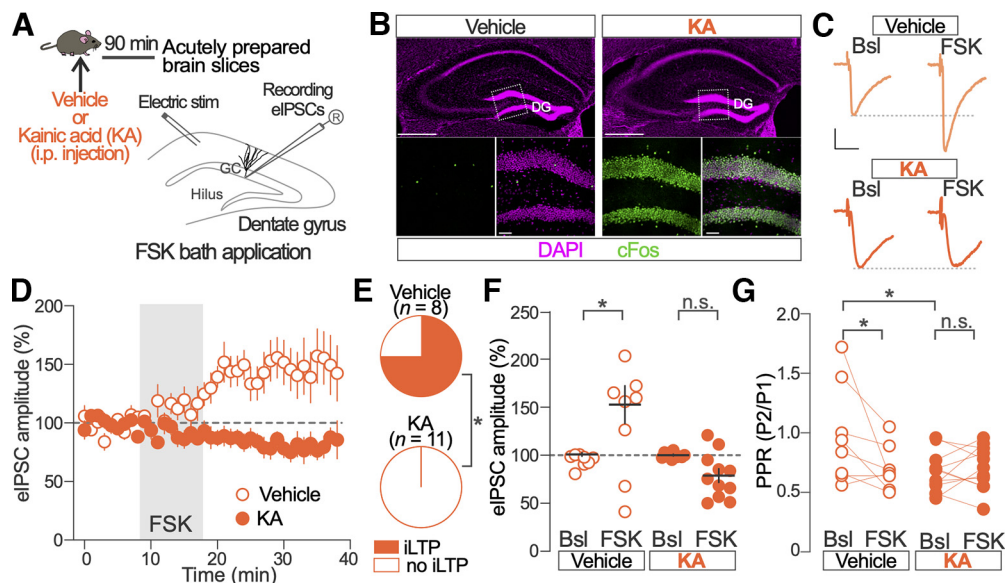 A
90 min
Acutely prepared
brain slices
Vehicle
or
Kainic acid (KA)
(i.p. injection)
Electric stim
Recording
eIPSCs
R
GC
Hilus
Dentate gyrus
FSK bath application
B
Vehicle
KA
DG
DG
DAPI cFos
C
Vehicle
Bsl FSK
KA
Bsl FSK
D
200
150
100
50
0
eIPSC amplitude (%)
Vehicle
KA
FSK
0 10 20 30 40
Time (min)
E
Vehicle
(n = 8)
*
KA
(n = 11)
iLTP
no iLTP
F
250
200
150
100
50
0
eIPSC amplitude (%)
* n.s.
Bsl FSK Bsl FSK
Vehicle KA
G
2.0
1.5
1.0
0.5
0
PPR (P2/P1)
*
* n.s.
Bsl FSK Bsl FSK
Vehicle KA